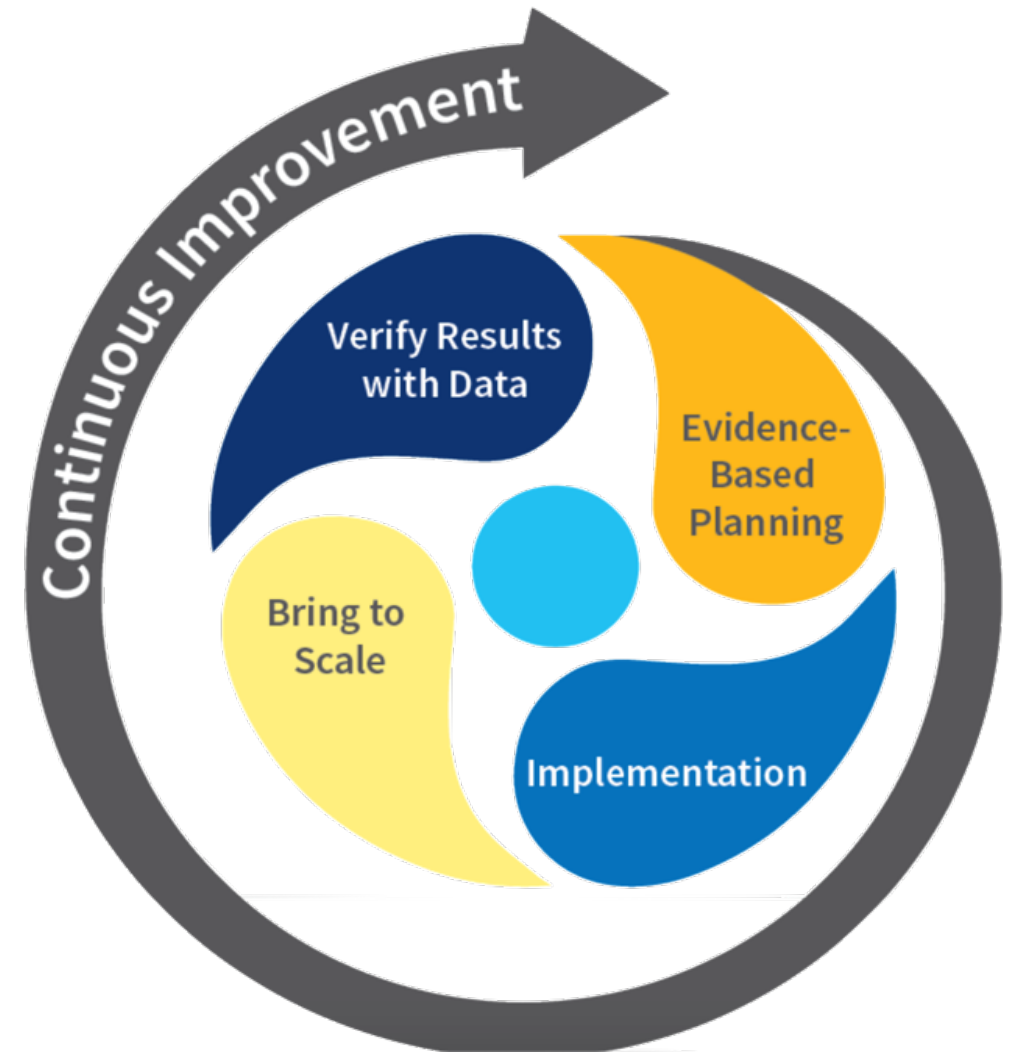 Continuous Improvement
Verify Results
with Data
Evidence-
Based
Planning
Bring to
Scale
Implementation